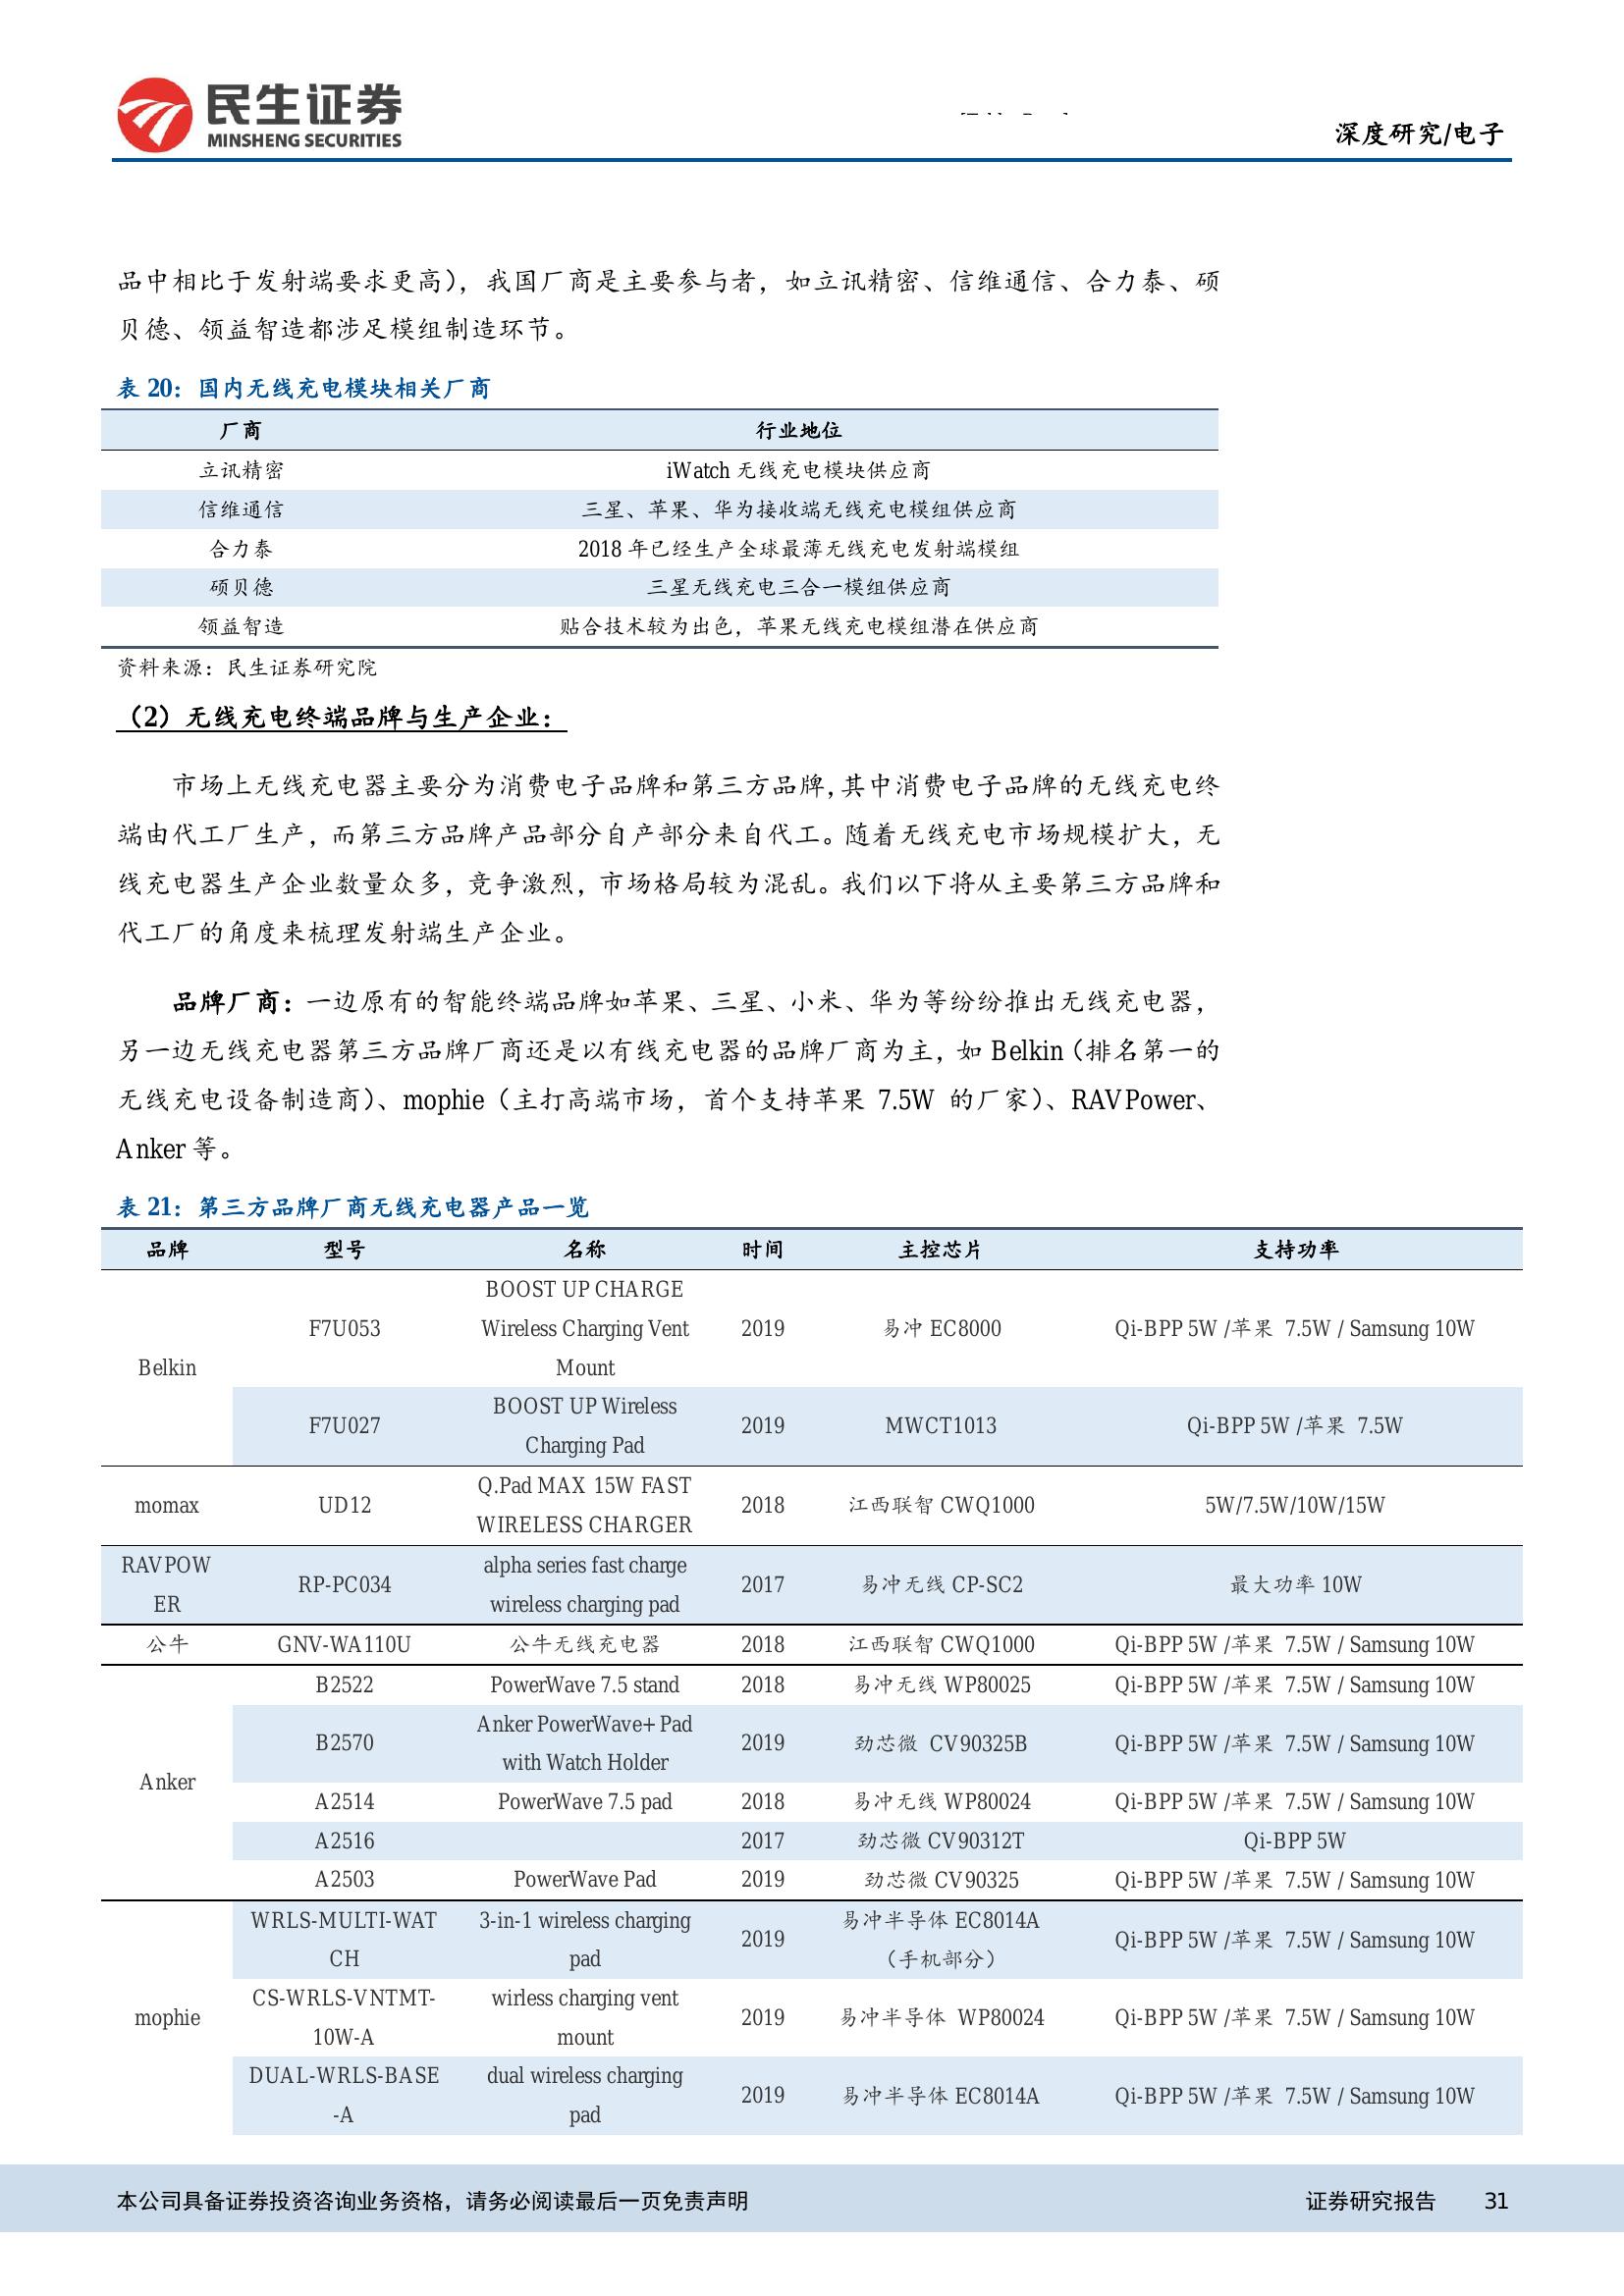 民生证券
MINSHENG SECURITIES
深度研究/电子
品中相比于发射端要求更高），我国厂商是主要参与者，如立讯精密、信维通信、合力泰、硕
贝德、领益智造都涉足模组制造环节。
表 20：国内无线充电模块相关厂商
厂商 行业地位
立讯精密 iWatch 无线充电模块供应商
信维通信 三星、苹果、华为接收端无线充电模组供应商
合力泰 2018 年已经生产全球最薄无线充电发射端模组
硕贝德 三星无线充电三合一模组供应商
领益智造 贴合技术较为出色，苹果无线充电模组潜在供应商
资料来源：民生证券研究院
（2）无线充电终端品牌与生产企业：
市场上无线充电器主要分为消费电子品牌和第三方品牌,其中消费电子品牌的无线充电终
端由代工厂生产，而第三方品牌产品部分自产部分来自代工。随着无线充电市场规模扩大，无
线充电器生产企业数量众多，竞争激烈，市场格局较为混乱。我们以下将从主要第三方品牌和
代工厂的角度来梳理发射端生产企业。
品牌厂商：一边原有的智能终端品牌如苹果、三星、小米、华为等纷纷推出无线充电器，
另一边无线充电器第三方品牌厂商还是以有线充电器的品牌厂商为主，如 Belkin（排名第一的
无线充电设备制造商）、mophie（主打高端市场，首个支持苹果 7.5W 的厂家）、RAVPower、
Anker 等。
表 21：第三方品牌厂商无线充电器产品一览
品牌 型号 名称 时间 主控芯片 支持功率
BOOST UP CHARGE
F7U053 Wireless Charging Vent 2019 易冲 EC8000 Qi-BPP 5W /苹果 7.5W / Samsung 10W
Mount
Belkin
BOOST UP Wireless
F7U027 2019 MWCT1013 Qi-BPP 5W /苹果 7.5W
Charging Pad
Q.Pad MAX 15W FAST
momax UD12 2018 江西联智 CWQ1000 5W/7.5W/10W/15W
WIRELESS CHARGER
RAVPOW alpha series fast charge
RP-PC034 2017 易冲无线 CP-SC2 最大功率 10W
ER wireless charging pad
公牛 GNV-WA110U 公牛无线充电器 2018 江西联智 CWQ1000 Qi-BPP 5W /苹果 7.5W / Samsung 10W
B2522 PowerWave 7.5 stand 2018 易冲无线 WP80025 Qi-BPP 5W /苹果 7.5W / Samsung 10W
Anker PowerWave+ Pad
B2570 2019 劲芯微 CV90325B Qi-BPP 5W /苹果 7.5W / Samsung 10W
with Watch Holder
Anker
A2514 PowerWave 7.5 pad 2018 易冲无线 WP80024 Qi-BPP 5W /苹果 7.5W / Samsung 10W
A2516 2017 劲芯微 CV90312T Qi-BPP 5W
A2503 PowerWave Pad 2019 劲芯微 CV90325 Qi-BPP 5W /苹果 7.5W / Samsung 10W
WRLS-MULTI-WAT 3-in-1 wireless charging 易冲半导体 EC8014A
2019 Qi-BPP 5W /苹果 7.5W / Samsung 10W
CH pad （手机部分）
CS-WRLS-VNTMT- wirless charging vent
mophie 2019 易冲半导体 WP80024 Qi-BPP 5W /苹果 7.5W / Samsung 10W
10W-A mount
DUAL-WRLS-BASE dual wireless charging
2019 易冲半导体 EC8014A Qi-BPP 5W /苹果 7.5W / Samsung 10W
-A pad
本公司具备证券投资咨询业务资格，请务必阅读最后一页免责声明 证券研究报告 31